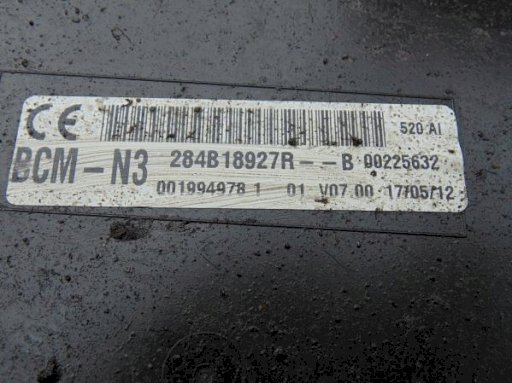 CE 520 AI
BCM-N3 284B18927R--B 00225632
001994978 1 01 V07.00 17/05/12